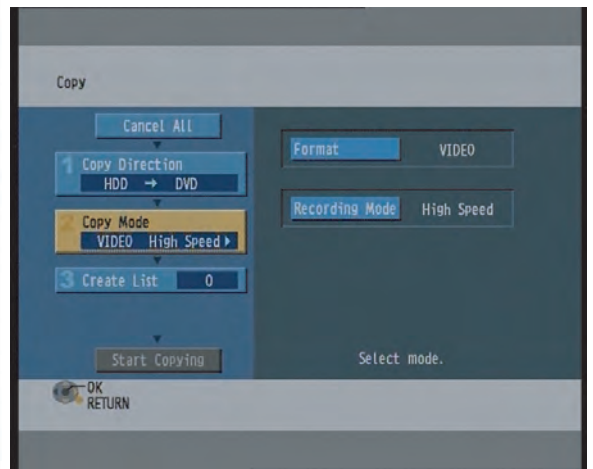 Copy
Cancel All
1 Copy Direction
HDD → DVD
2 Copy Mode
VIDEO High Speed
3 Create List 0
Start Copying
Format VIDEO
Recording Mode High Speed
Select mode.
OK
RETURN